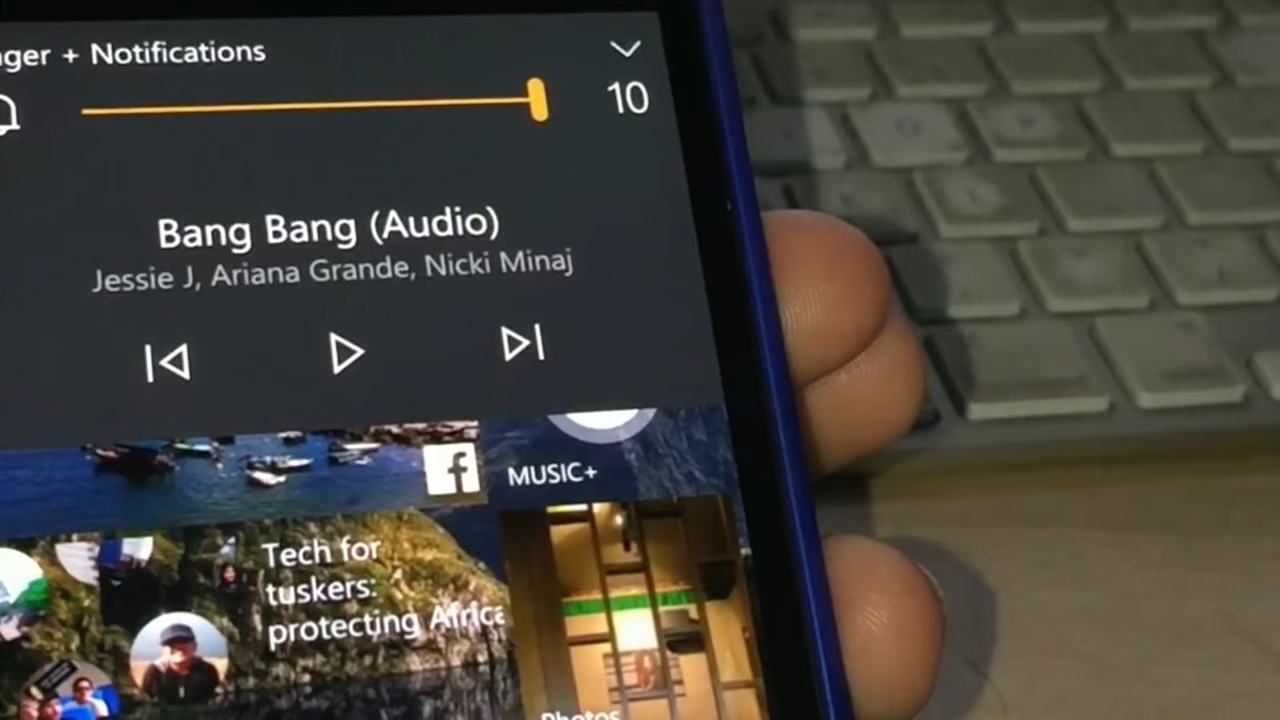 ger + Notifications
10
Bang Bang (Audio)
Jessie J, Ariana Grande, Nicki Minaj
f
MUSIC+
Tech for
tuskers:
protecting Africa
Photos